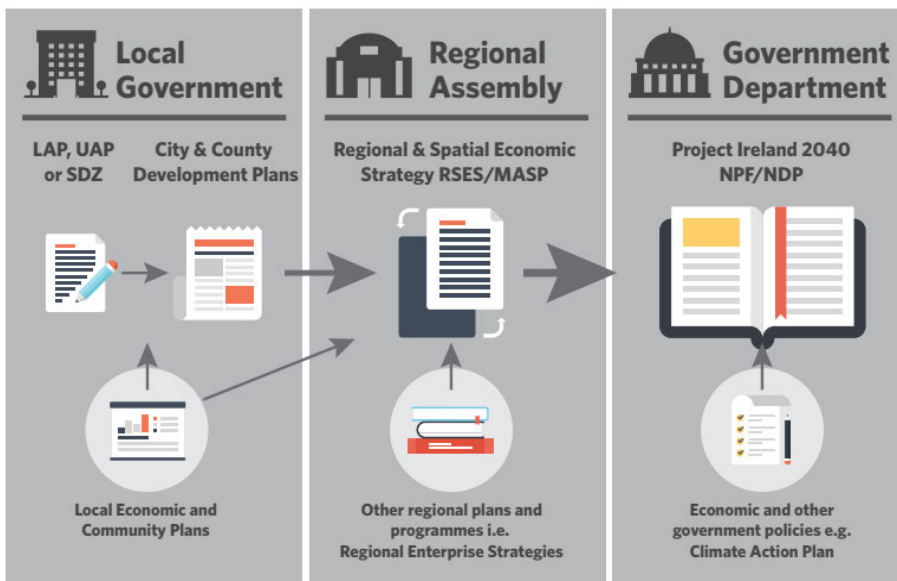 Local
Government
LAP, UAP
or SDZ
City & County
Development Plans
Local Economic and
Community Plans
Regional
Assembly
Regional & Spatial Economic
Strategy RSES/MASP
Other regional plans and
programmes i.e.
Regional Enterprise Strategies
Government
Department
Project Ireland 2040
NPF/NDP
Economic and other
government policies e.g.
Climate Action Plan